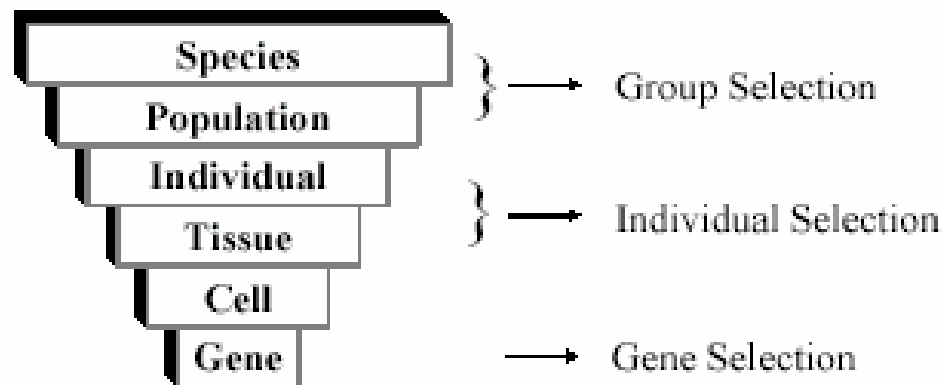 Species
Population
Individual
Tissue
Cell
Gene
Group Selection
Individual Selection
Gene Selection